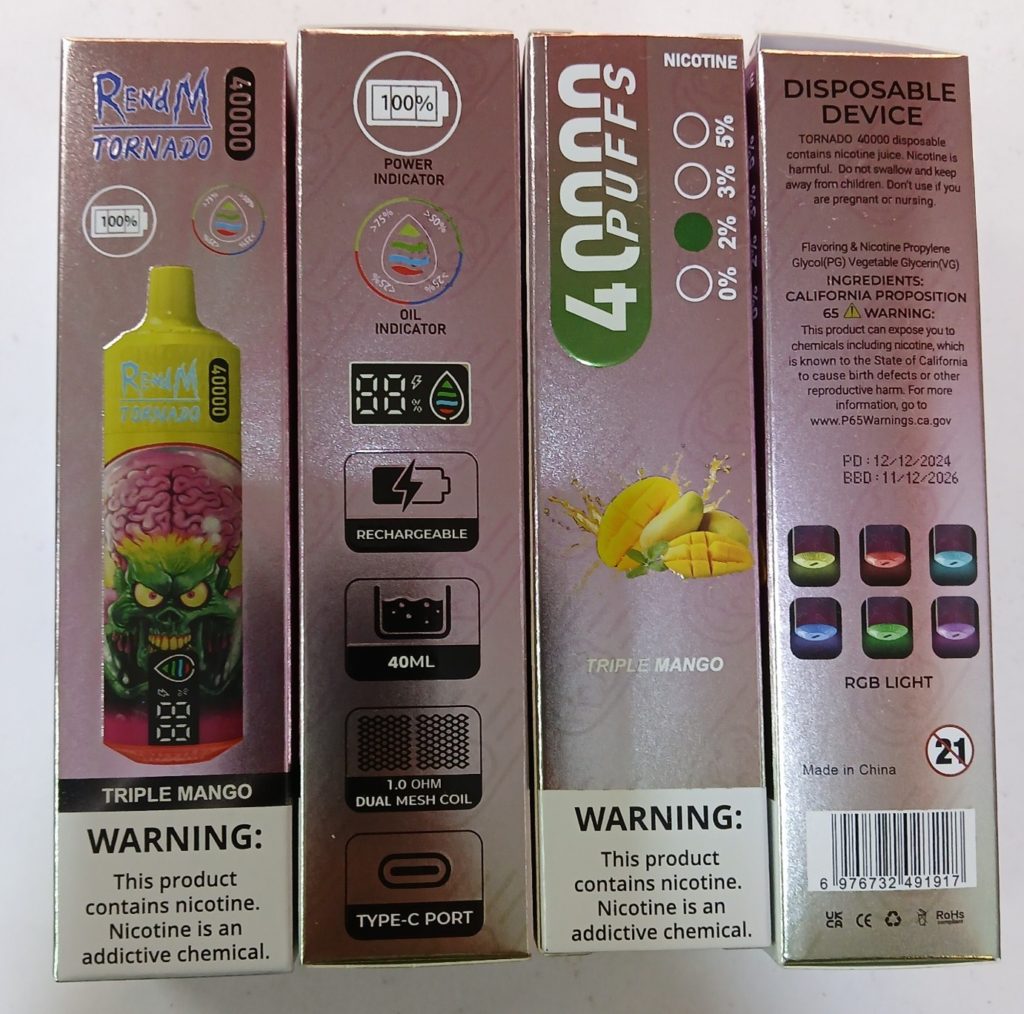 RENdM
TORNADO
40000
100%
>75%
>50%
<25%
>25%
RENdM
TORNADO
40000
TRIPLE MANGO
WARNING:
This product
contains nicotine.
Nicotine is an
addictive chemical.
100%
POWER
INDICATOR
>75%
>50%
<25%
>25%
OIL
INDICATOR
88 %
RECHARGEABLE
40ML
1.0 OHM
DUAL MESH COIL
TYPE-C PORT
40000
PUFFS
NICOTINE
5%
3%
2%
0%
TRIPLE MANGO
WARNING:
This product
contains nicotine.
Nicotine is an
addictive chemical.
DISPOSABLE
DEVICE
TORNADO 40000 disposable
contains nicotine juice. Nicotine is
harmful. Do not swallow and keep
away from children. Don't use if you
are pregnant or nursing.
Flavoring & Nicotine Propylene
Glycol(PG) Vegetable Glycerin(VG)
INGREDIENTS:
CALIFORNIA PROPOSITION
65 ⚠ WARNING:
This product can expose you to
chemicals including nicotine, which
is known to the State of California
to cause birth defects or other
reproductive harm. For more
information, go to
www.P65Warnings.ca.gov
PD : 12/12/2024
BBD : 11/12/2026
RGB LIGHT
21
Made in China
6 976732 491917
UK
CA
CE
RoHS
compliant